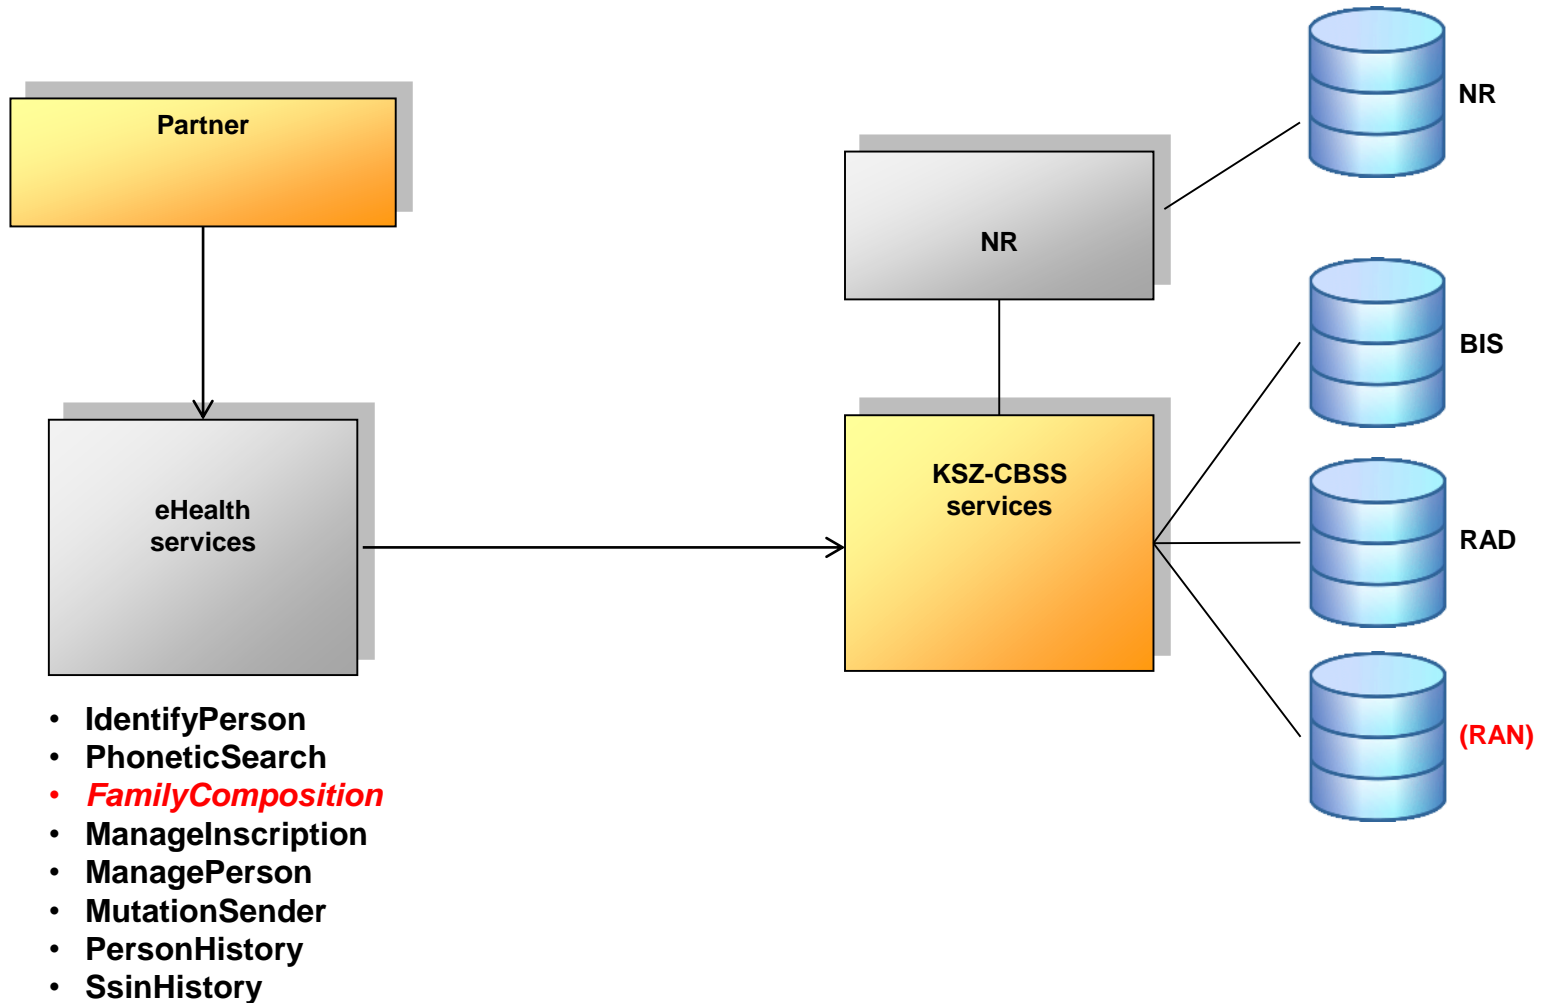 Partner
NR
NR
BIS
eHealth
services
KSZ-CBSS
services
RAD
(RAN)
• IdentifyPerson
• PhoneticSearch
• FamilyComposition
• ManageInscription
• ManagePerson
• MutationSender
• PersonHistory
• SsinHistory